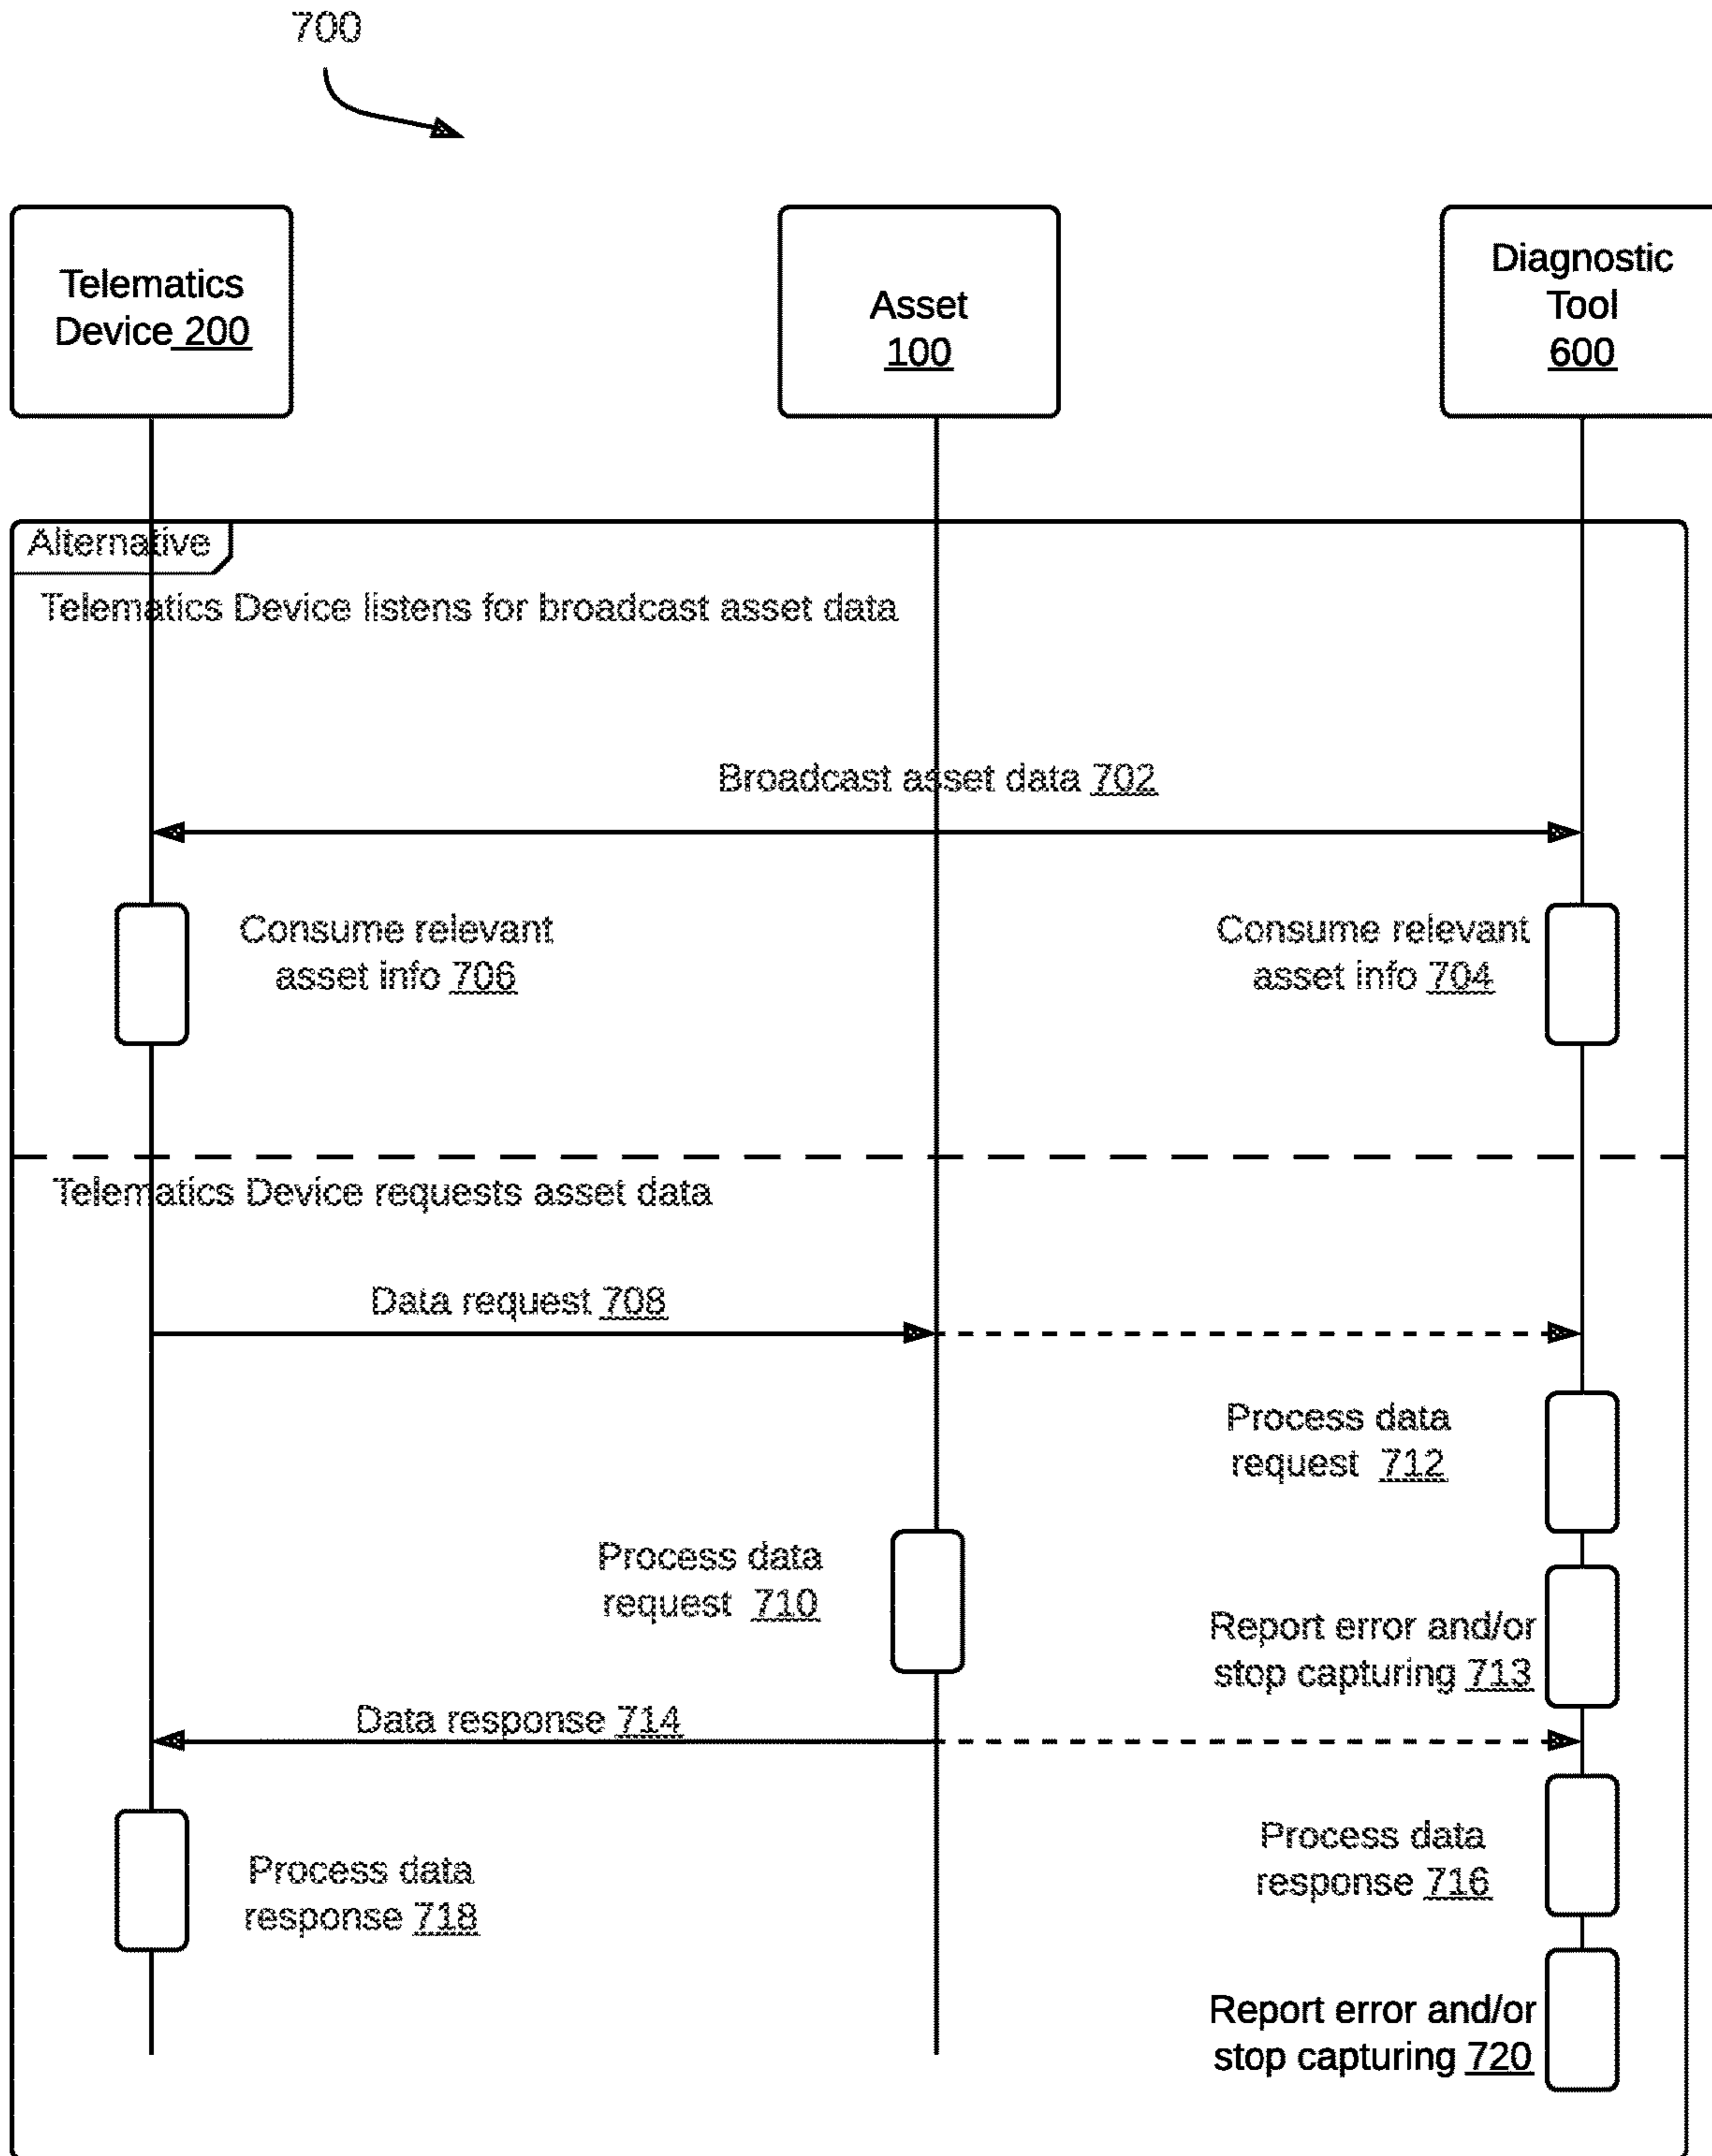 700
Telematics
Device 200
Asset
100
Diagnostic
Tool
600
Alternative
Telematics Device listens for broadcast asset data
Broadcast asset data 702
Consume relevant
asset info 706
Consume relevant
asset info 704
Telematics Device requests asset data
Data request 708
Process data
request 712
Process data
request 710
Report error and/or
stop capturing 713
Data response 714
Process data
response 716
Process data
response 718
Report error and/or
stop capturing 720